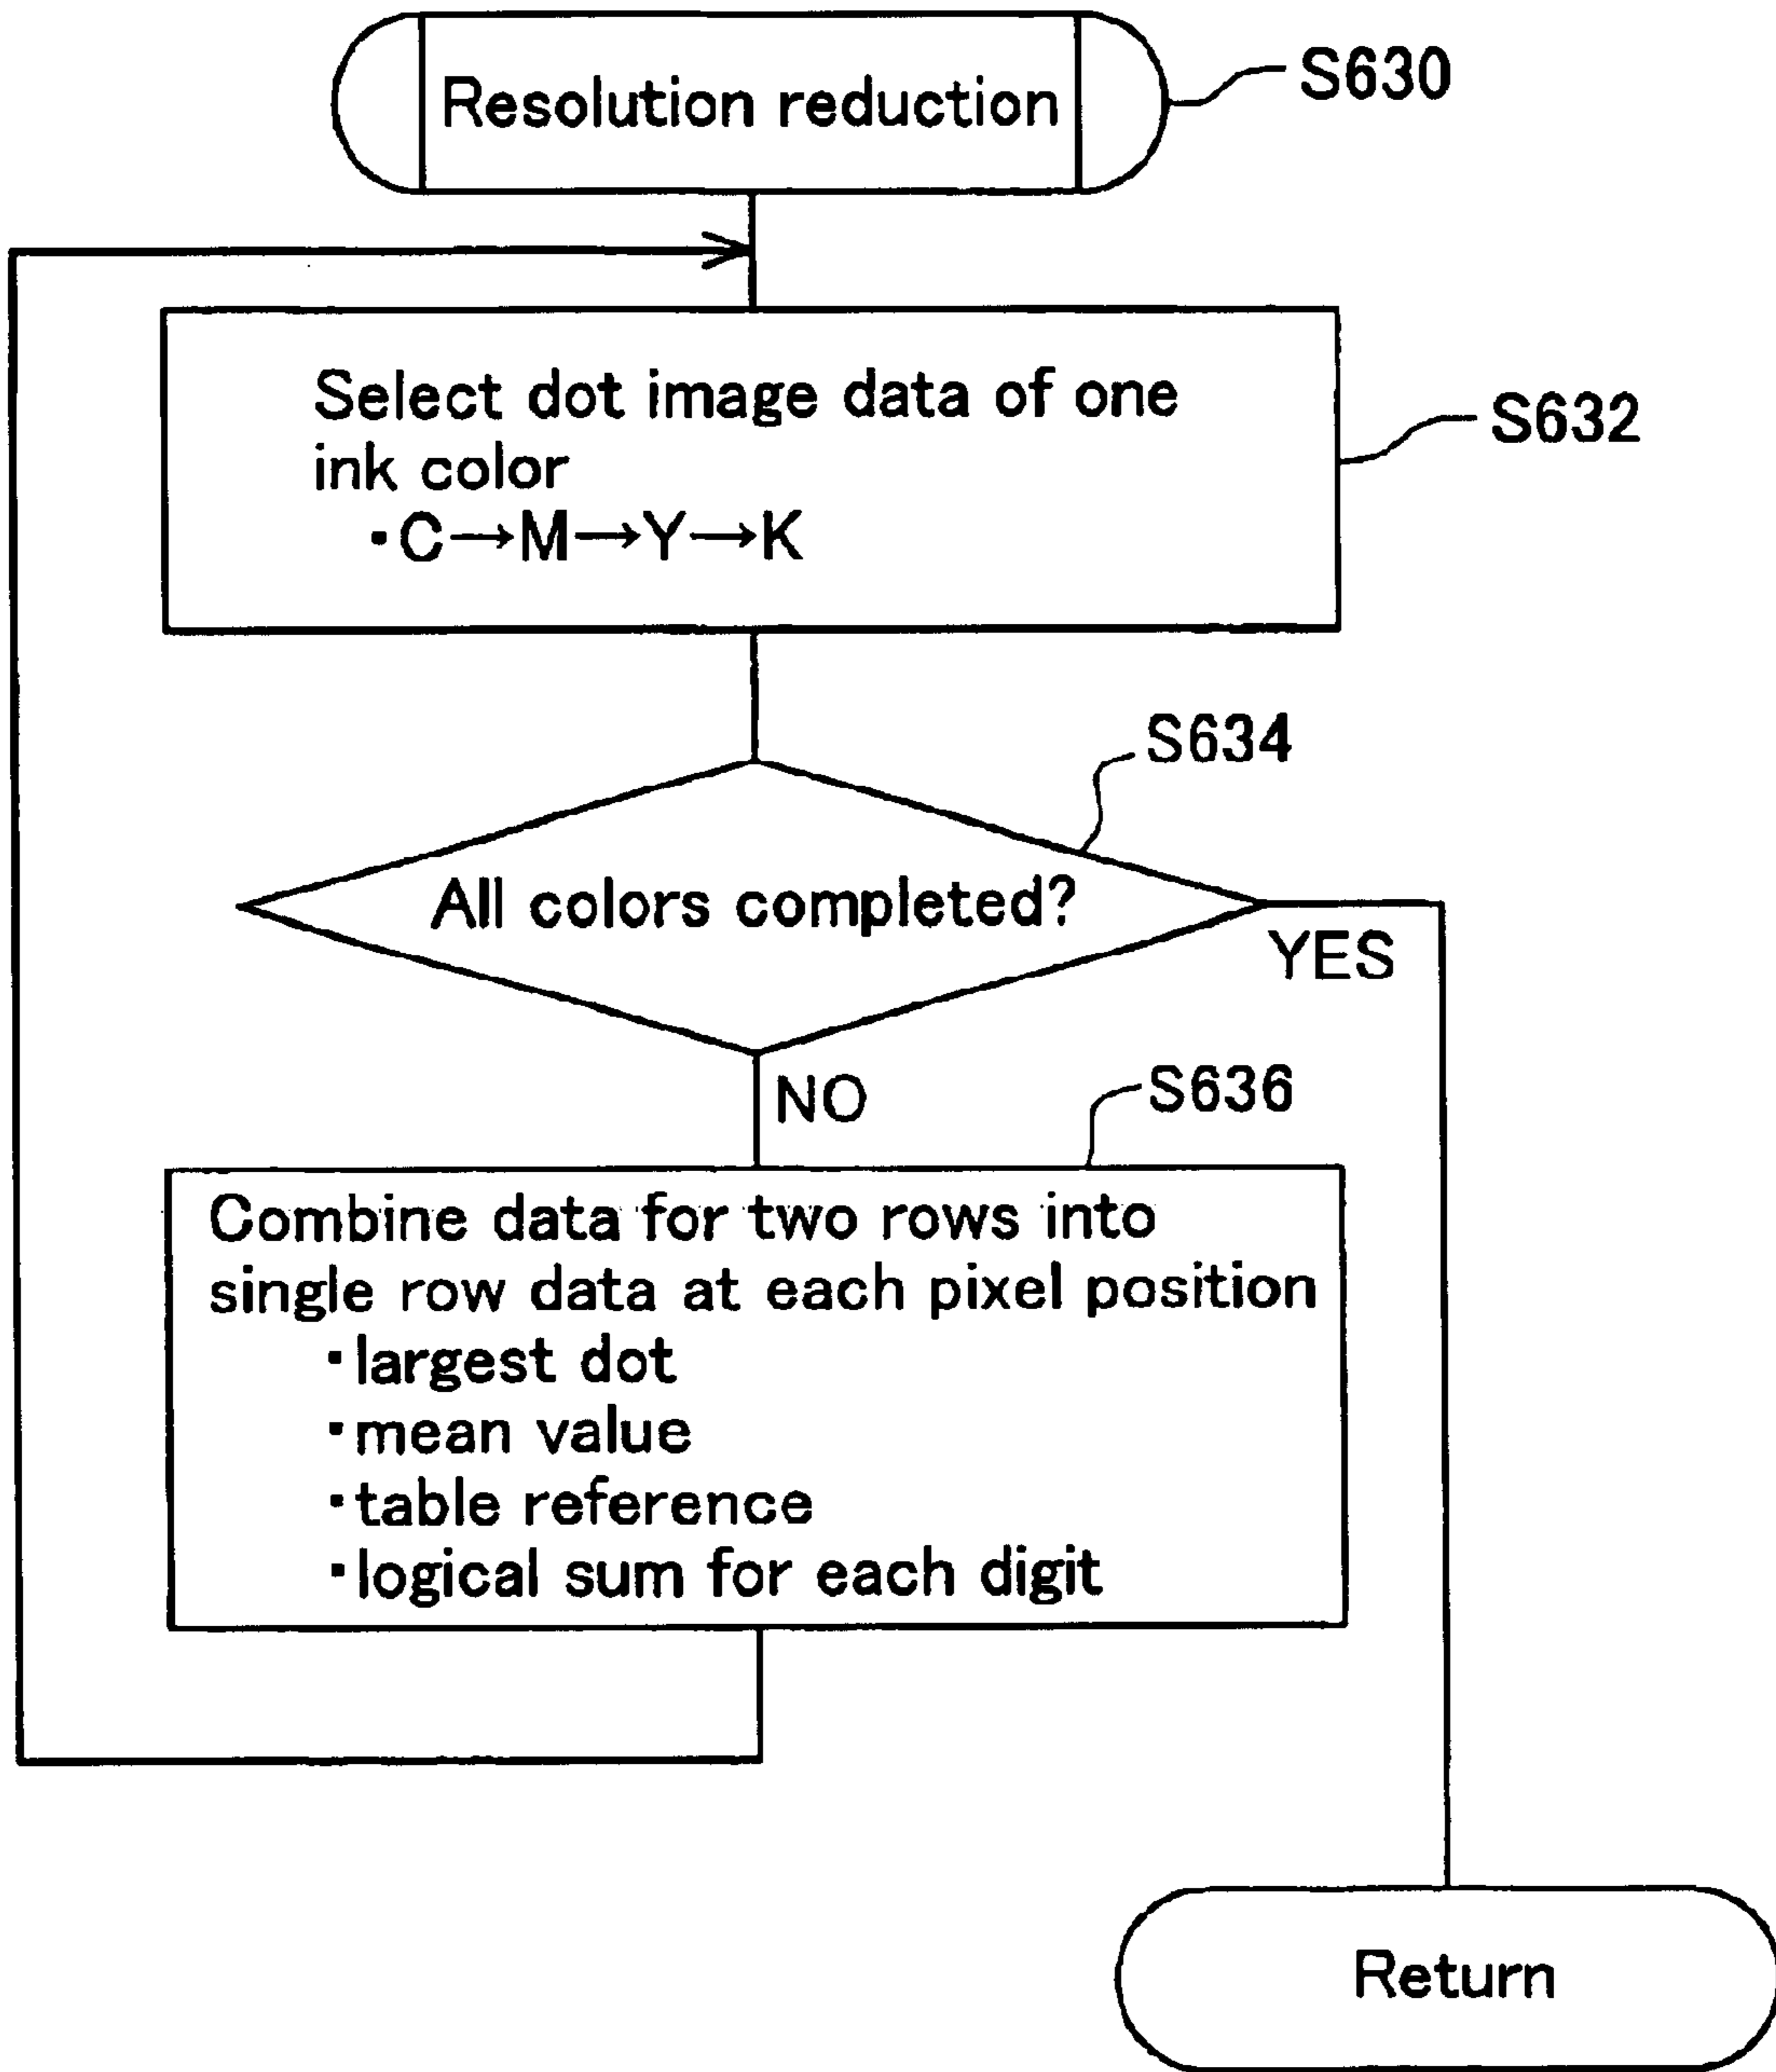 Resolution reduction
S630
Select dot image data of one
ink color
・C→M→Y→K
S632
S634
All colors completed?
YES
NO
S636
Combine data for two rows into
single row data at each pixel position
・largest dot
・mean value
・table reference
・logical sum for each digit
Return